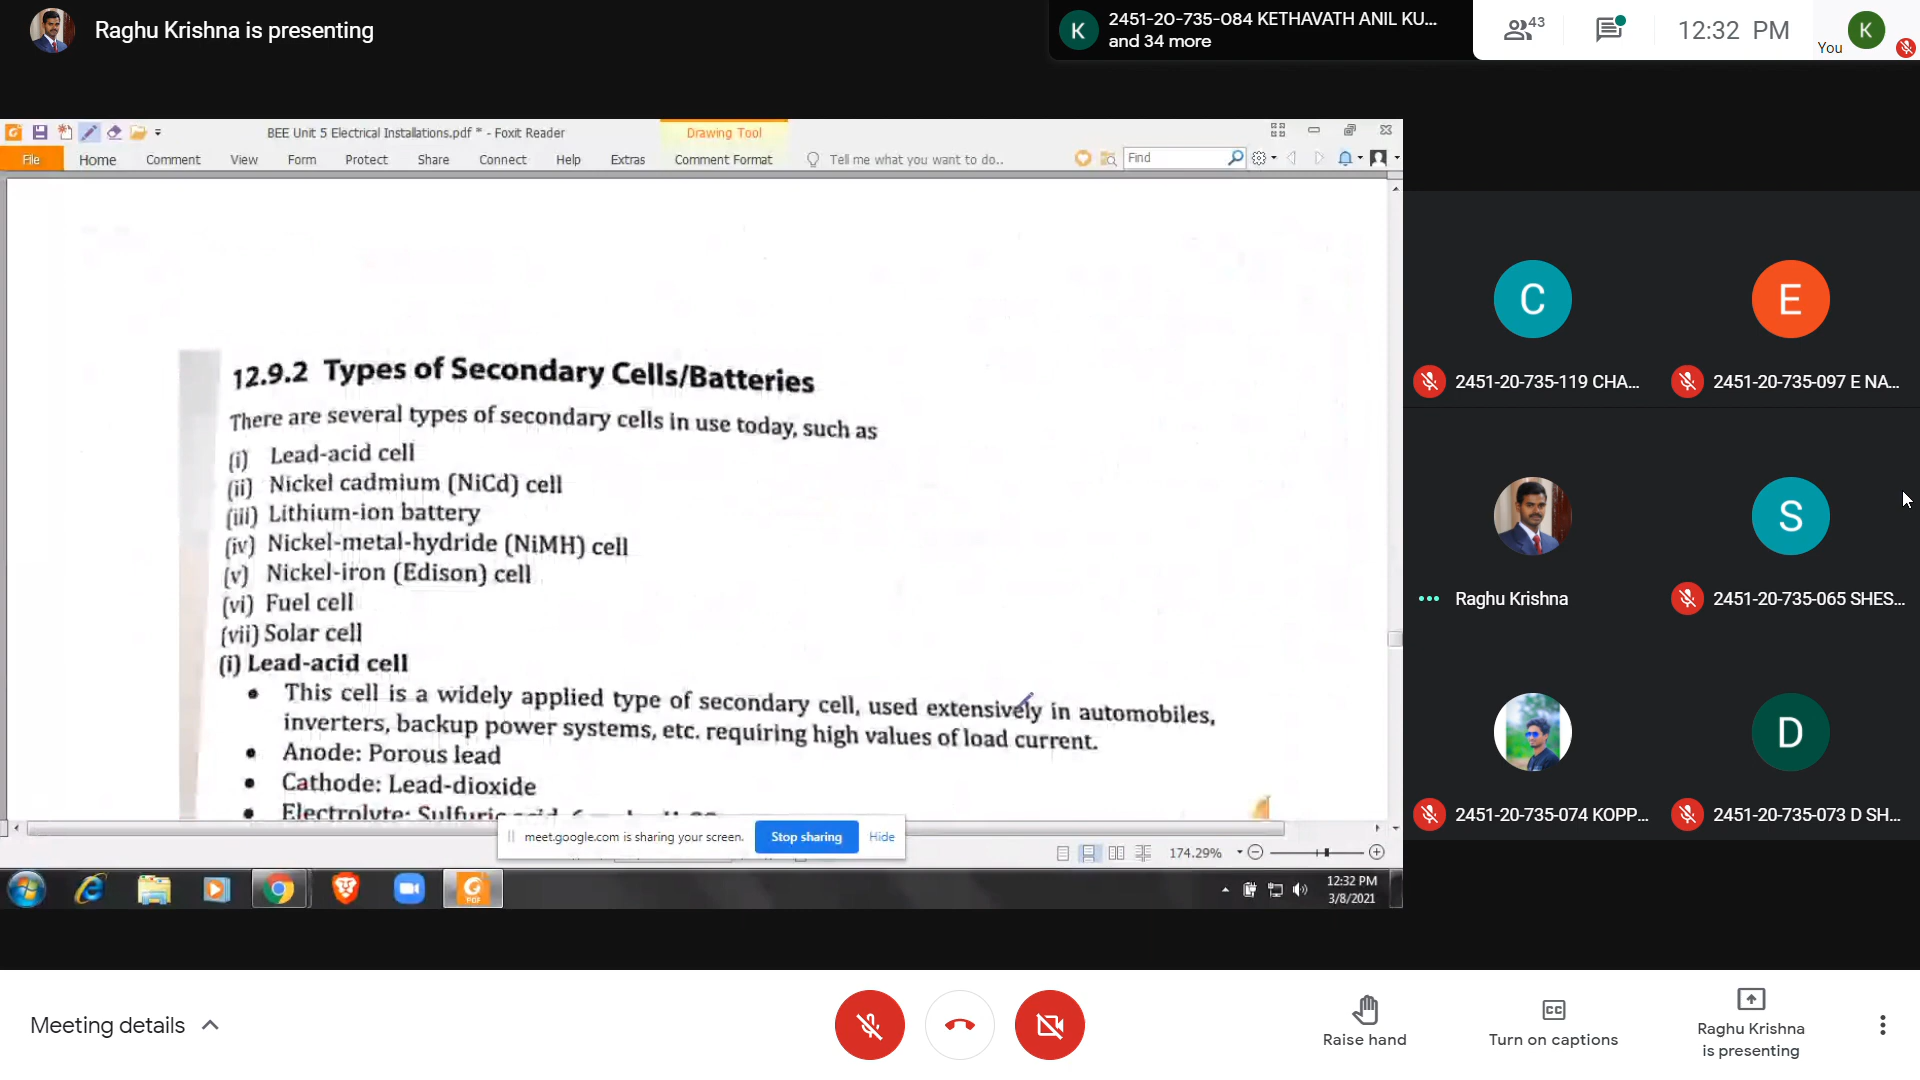 Raghu Krishna is presenting
K
2451-20-735-084 KETHAVATH ANIL KU...
and 34 more
43
12:32 PM
You
K
BEE Unit 5 Electrical Installations.pdf * - Foxit Reader
Drawing Tool
File
Home
Comment
View
Form
Protect
Share
Connect
Help
Extras
Comment Format
Tell me what you want to do..
Find
12.9.2 Types of Secondary Cells/Batteries
There are several types of secondary cells in use today, such as
(i) Lead-acid cell
(ii) Nickel cadmium (NiCd) cell
(iii) Lithium-ion battery
(iv) Nickel-metal-hydride (NiMH) cell
(v) Nickel-iron (Edison) cell
(vi) Fuel cell
(vii) Solar cell
(i) Lead-acid cell
• This cell is a widely applied type of secondary cell, used extensively in automobiles,
inverters, backup power systems, etc. requiring high values of load current.
• Anode: Porous lead
• Cathode: Lead-dioxide
• Electrolyte: Sulfuric acid
meet.google.com is sharing your screen.
Stop sharing
Hide
174.29%
12:32 PM
3/8/2021
C
2451-20-735-119 CHA...
E
2451-20-735-097 E NA...
Raghu Krishna
S
2451-20-735-065 SHES...
2451-20-735-074 KOPP...
D
2451-20-735-073 D SH...
Meeting details
Raise hand
CC
Turn on captions
Raghu Krishna
is presenting